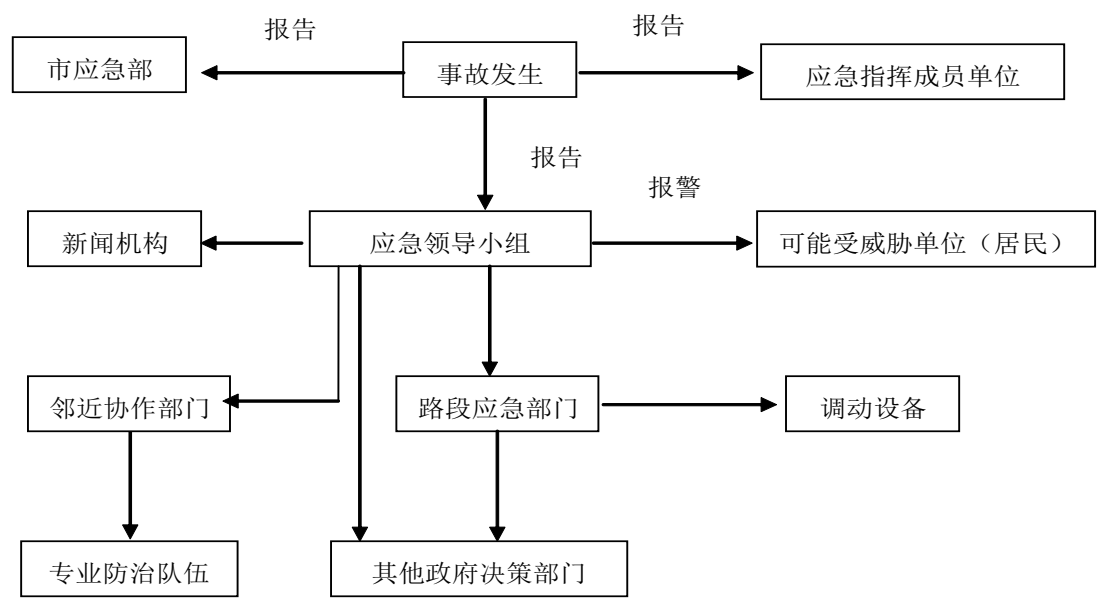 报告
报告
市应急部
事故发生
应急指挥成员单位
报告
报警
新闻机构
应急领导小组
可能受威胁单位（居民）
邻近协作部门
路段应急部门
调动设备
专业防治队伍
其他政府决策部门